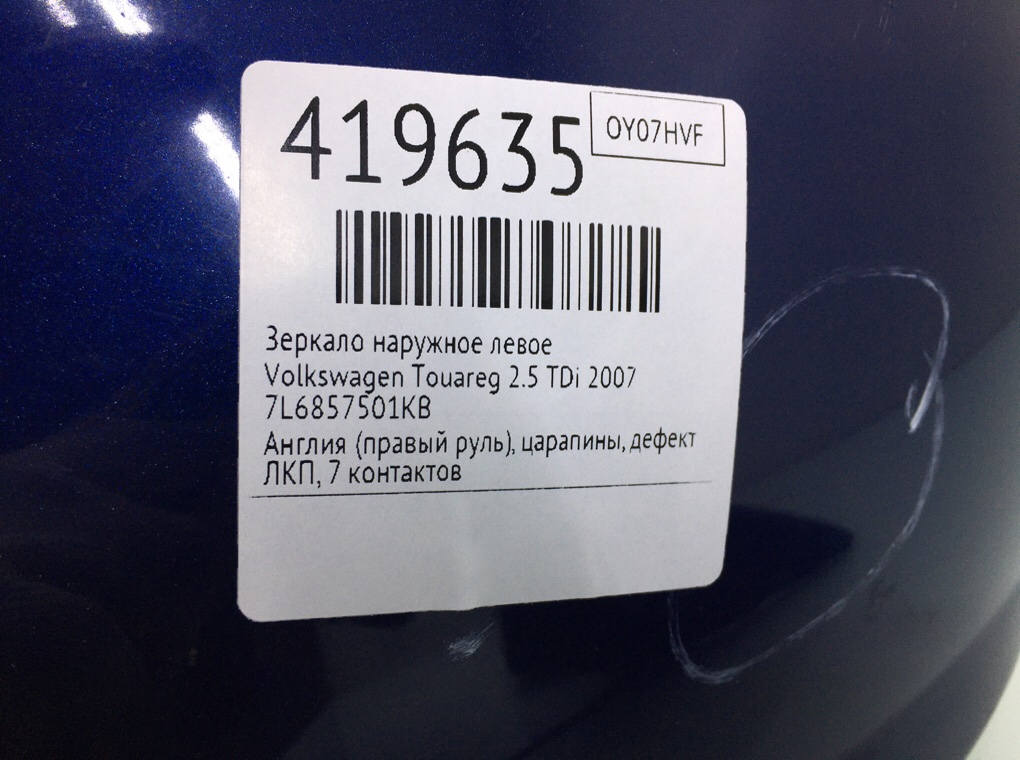 419635
OY07HVF
Зеркало наружное левое
Volkswagen Touareg 2.5 TDi 2007
7L6857501KB
Англия (правый руль), царапины, дефект
ЛКП, 7 контактов